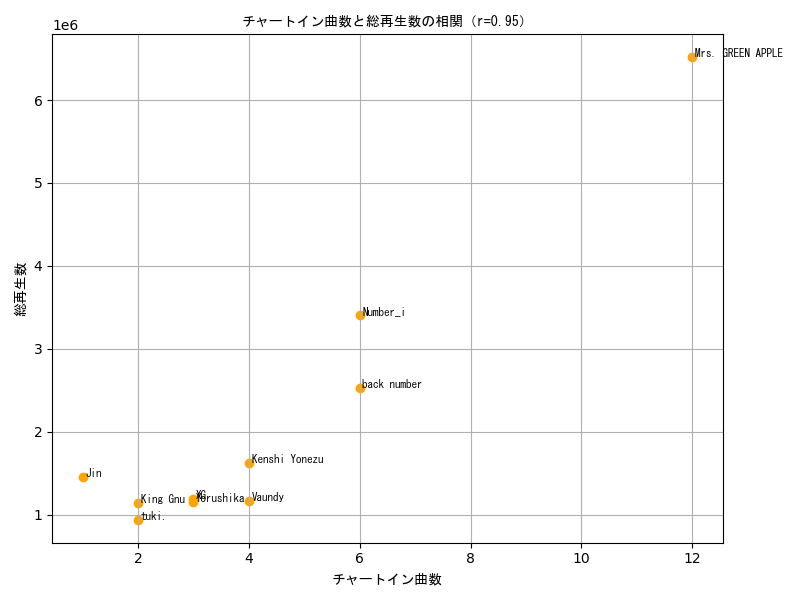 チャートイン曲数と総再生数の相関 (r=0.95)
1e6
Mrs. GREEN APPLE
6
5
4
Number_i
総再生数
3
back number
2
Kenshi Yonezu
Jin
XG
King Gnu
Yorushika
Vaundy
1
tuki.
2
4
6
8
10
12
チャートイン曲数